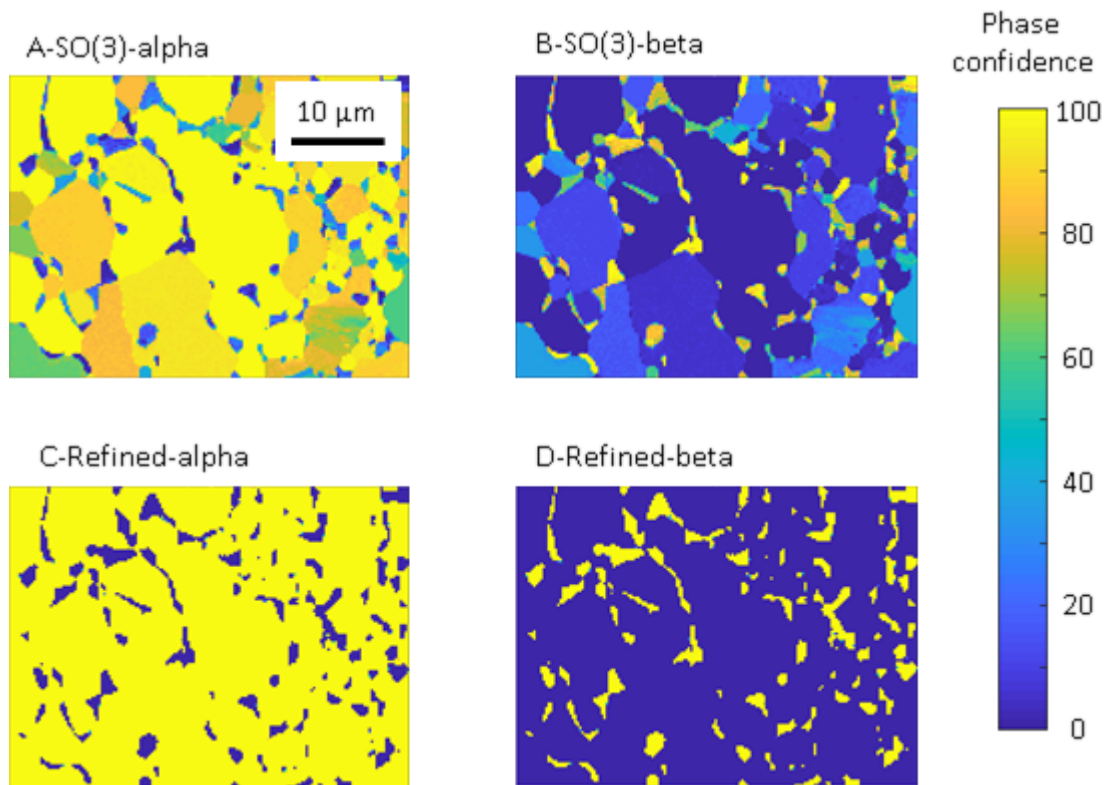 A-SO(3)-alpha
B-SO(3)-beta
Phase
confidence
10 µm
100
80
60
40
20
0
C-Refined-alpha
D-Refined-beta